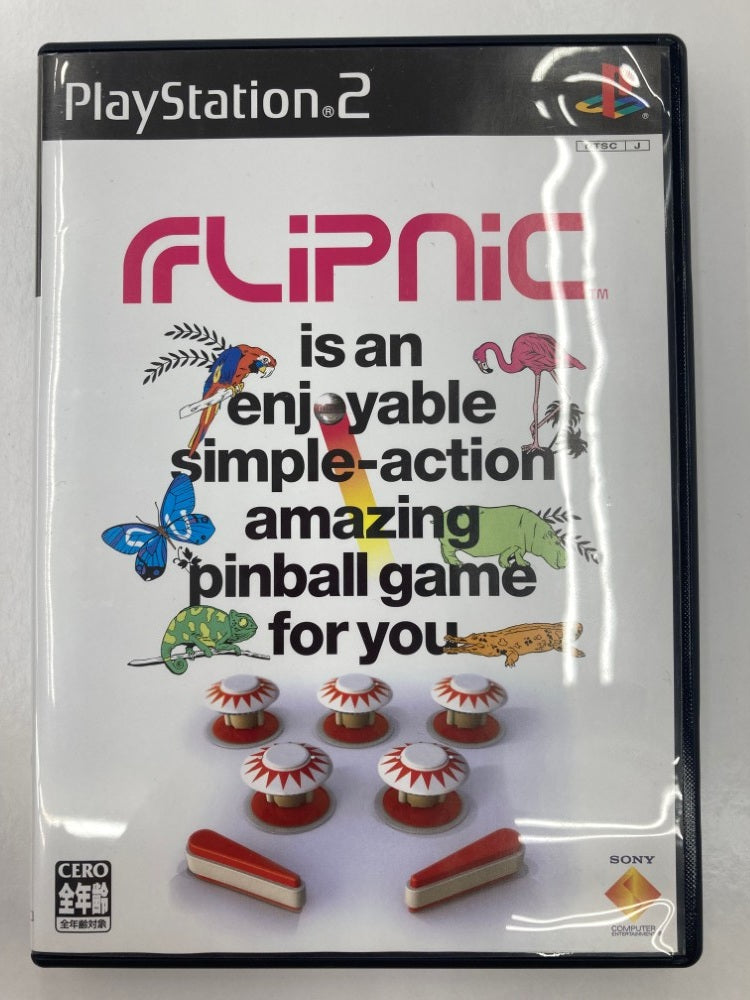 PlayStation®2
®
NTSC J
FLiPNiC™
is an
enjoyable
simple-action
amazing
pinball game
for you.
CERO
全年齢
全年齢対象
SONY
COMPUTER
ENTERTAINMENT